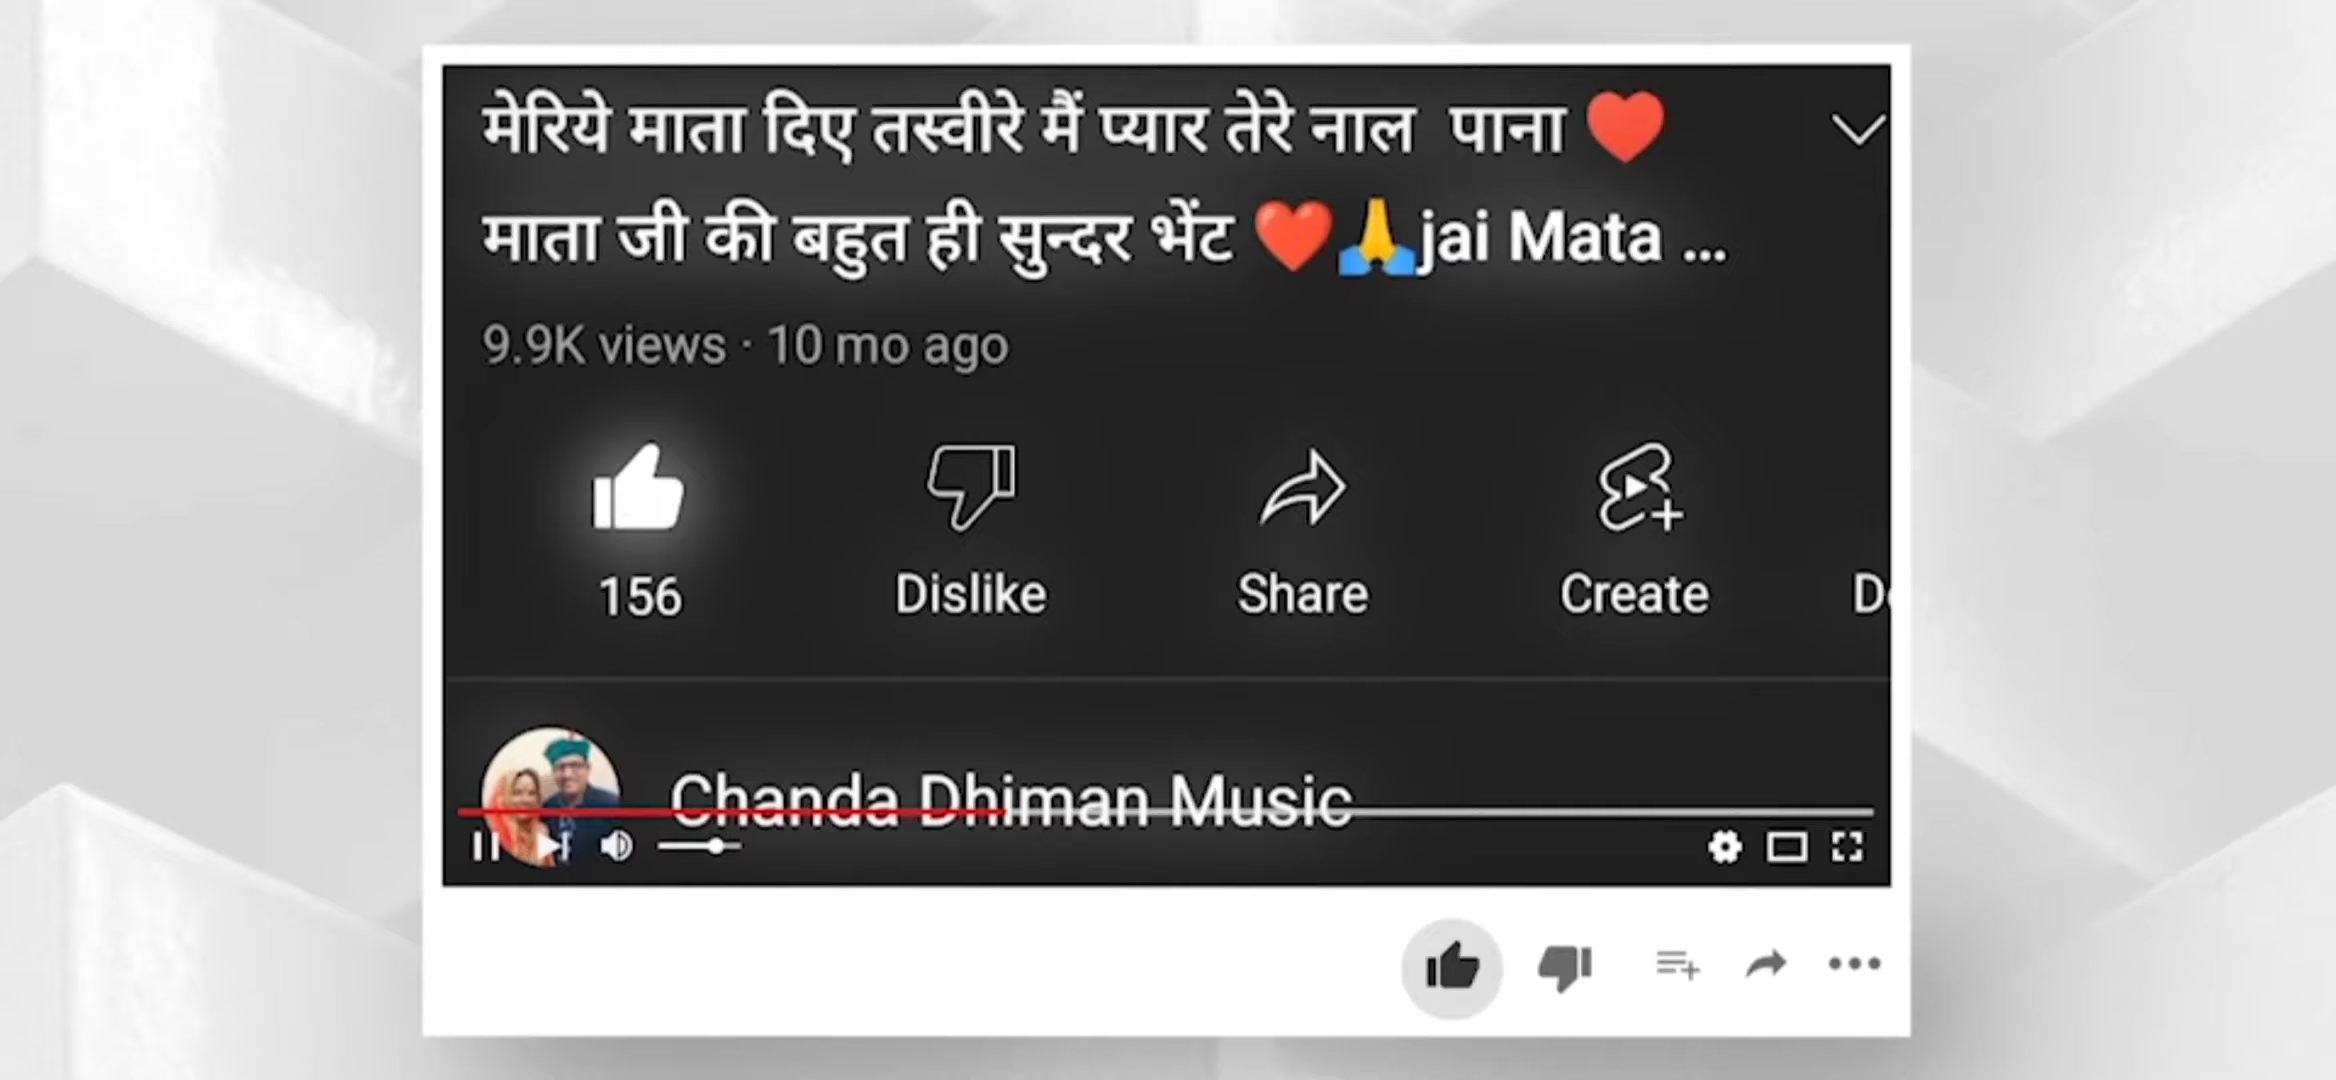 मेरिये माता दिए तस्वीरे मैं प्यार तेरे नाल पाना ❤️
माता जी की बहुत ही सुन्दर भेंट ❤️🙏jai Mata ...
9.9K views · 10 mo ago
156 Dislike Share Create
Chanda Dhiman Music